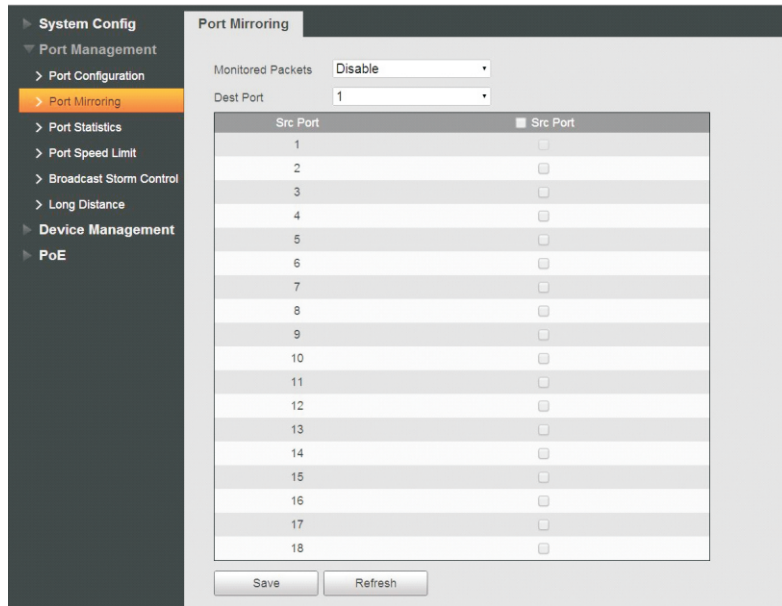 System Config
Port Management
Port Configuration
Port Mirroring
Port Statistics
Port Speed Limit
Broadcast Storm Control
Long Distance
Device Management
PoE
Port Mirroring
Monitored Packets Disable
Dest Port 1
Src Port Src Port
1
2
3
4
5
6
7
8
9
10
11
12
13
14
15
16
17
18
Save Refresh